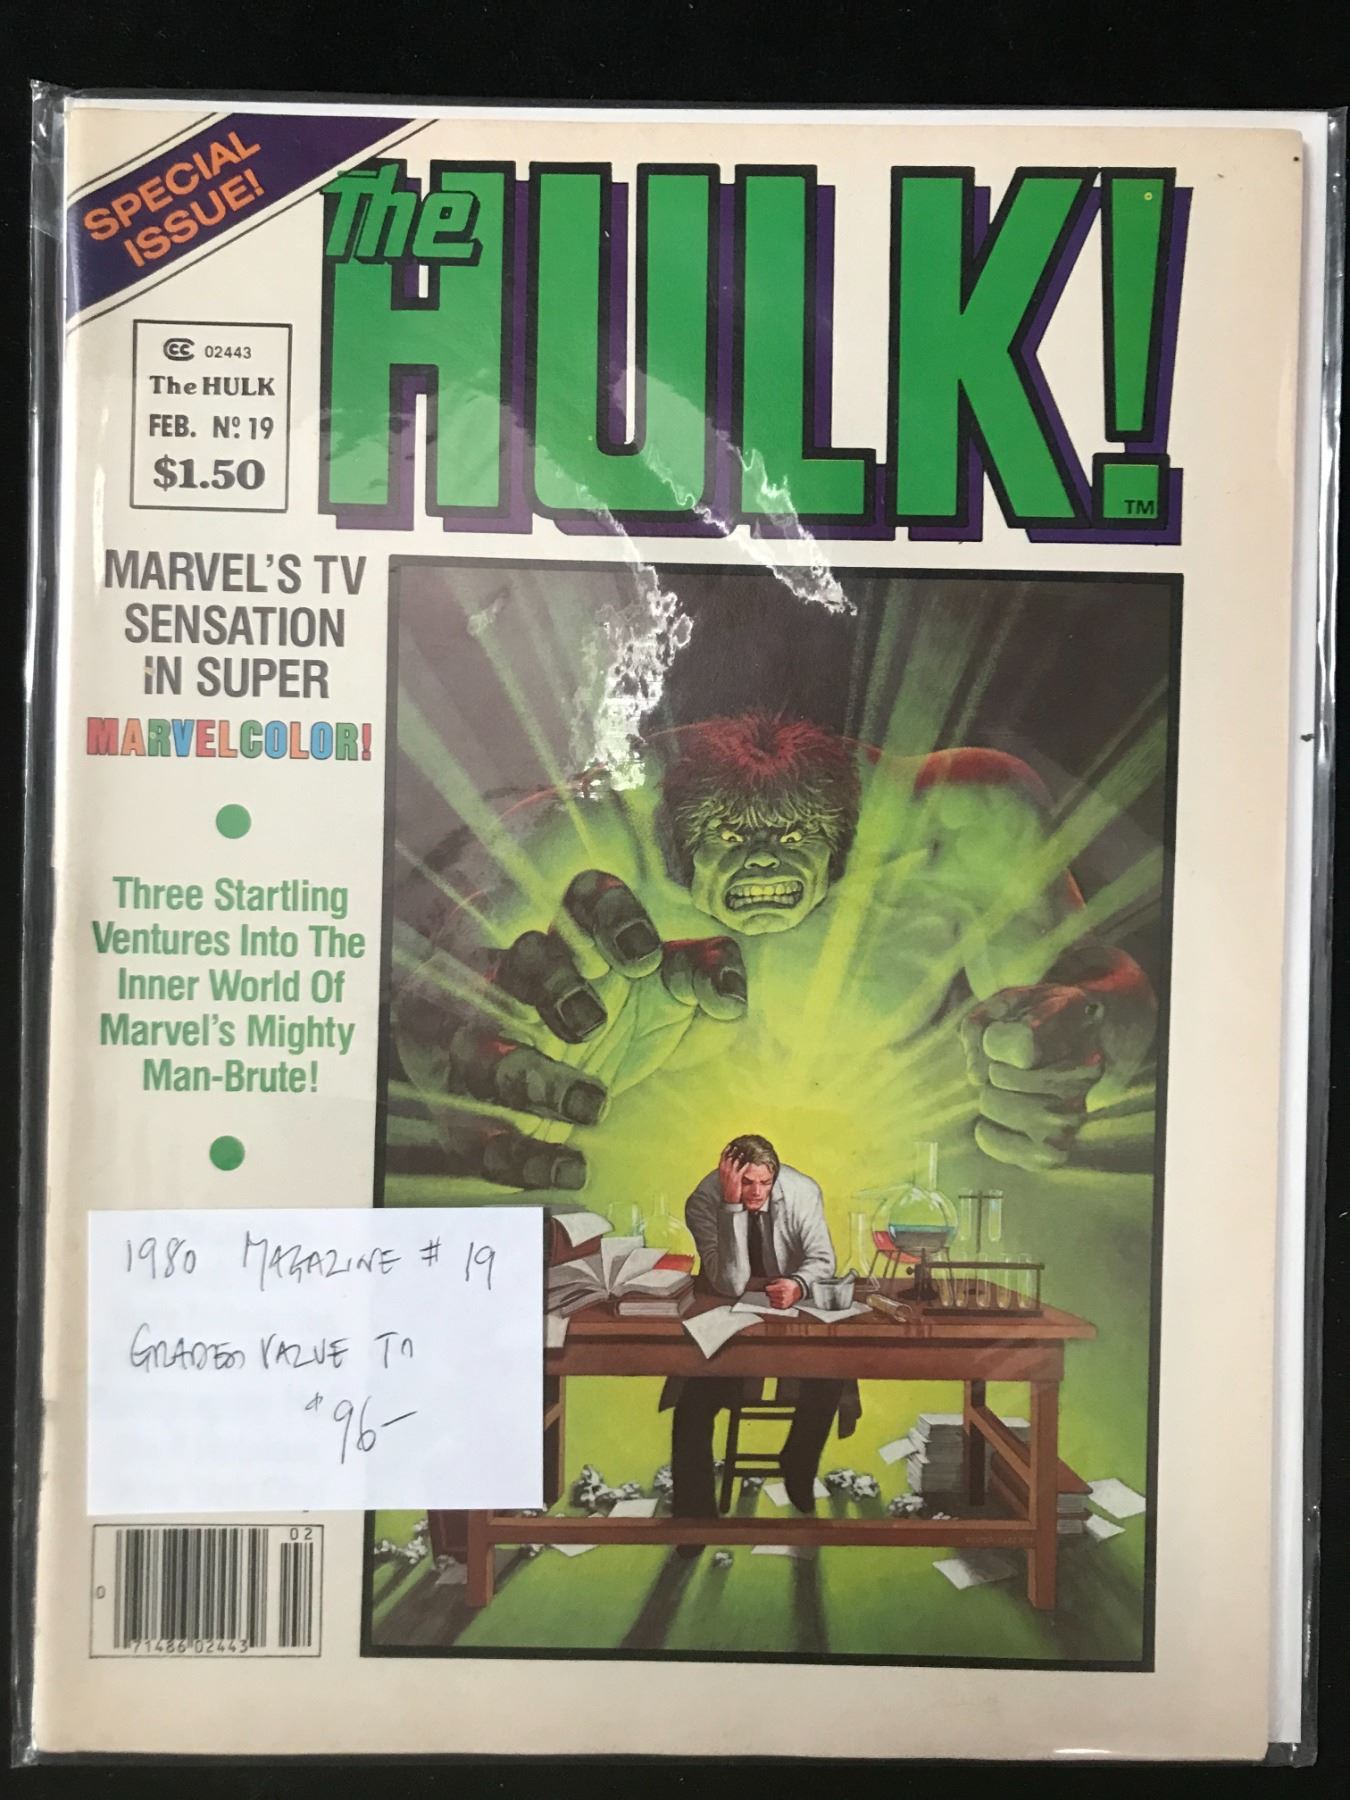 SPECIAL
ISSUE!
The
HULK!
TM
CC 02443
The HULK
FEB. Nº 19
$1.50
MARVEL'S TV
SENSATION
IN SUPER
MARVELCOLOR!
Three Startling
Ventures Into The
Inner World Of
Marvel's Mighty
Man-Brute!
1980 MAGAZINE # 19
GRADED VALUE TO
$96-
02
0
71486 02443